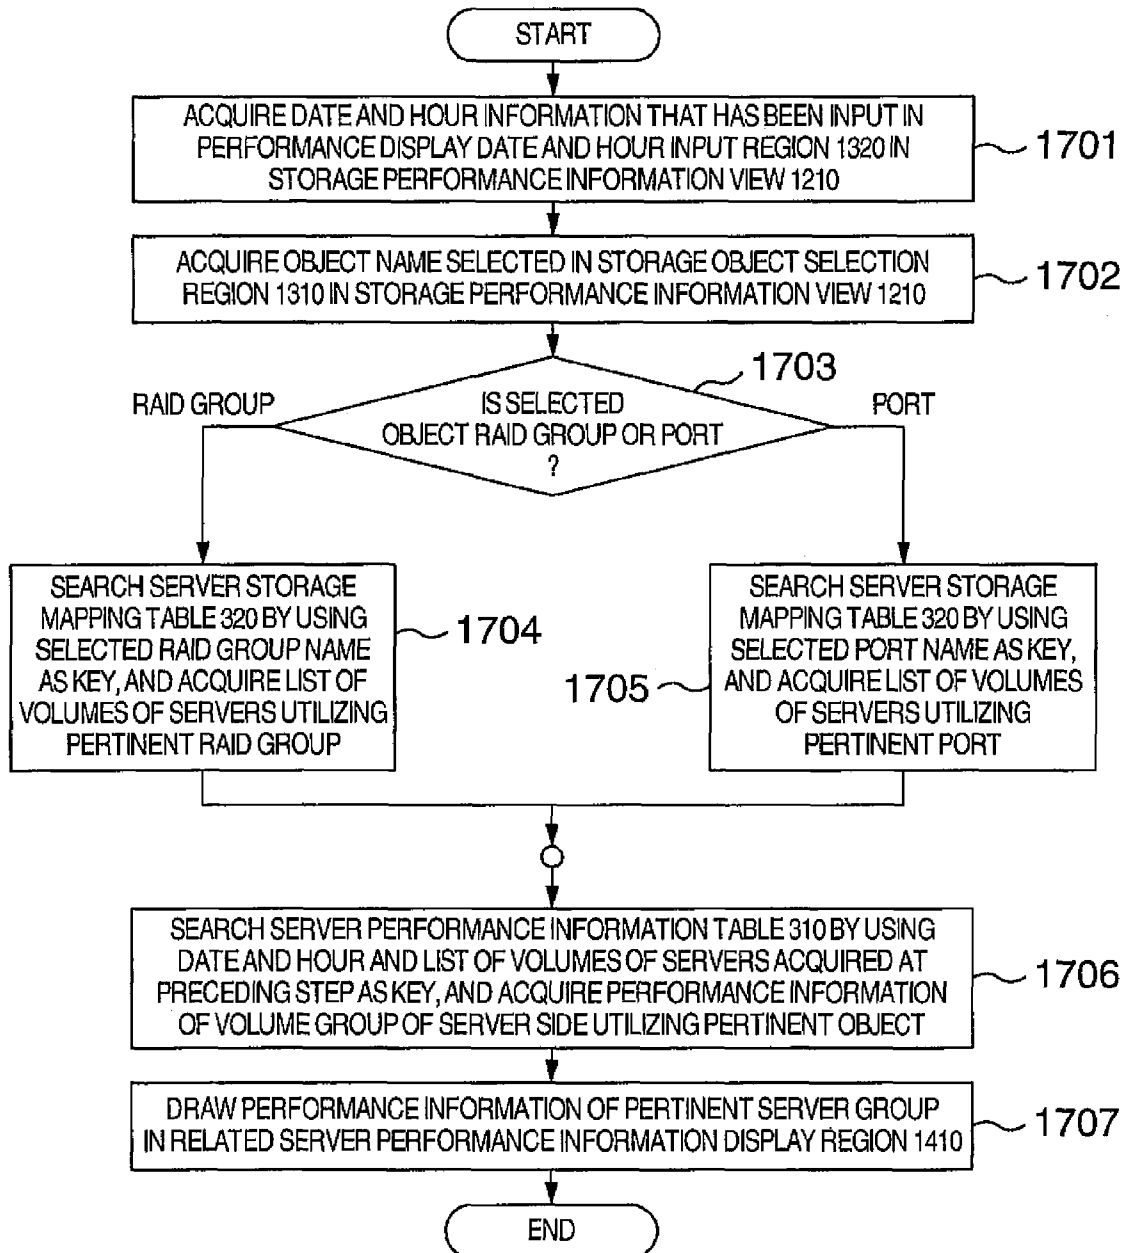 START
ACQUIRE DATE AND HOUR INFORMATION THAT HAS BEEN INPUT IN
PERFORMANCE DISPLAY DATE AND HOUR INPUT REGION 1320 IN
STORAGE PERFORMANCE INFORMATION VIEW 1210
1701
ACQUIRE OBJECT NAME SELECTED IN STORAGE OBJECT SELECTION
REGION 1310 IN STORAGE PERFORMANCE INFORMATION VIEW 1210
1702
1703
RAID GROUP
IS SELECTED
OBJECT RAID GROUP OR PORT
?
PORT
SEARCH SERVER STORAGE
MAPPING TABLE 320 BY USING
SELECTED RAID GROUP NAME
AS KEY, AND ACQUIRE LIST OF
VOLUMES OF SERVERS UTILIZING
PERTINENT RAID GROUP
1704
SEARCH SERVER STORAGE
MAPPING TABLE 320 BY USING
SELECTED PORT NAME AS KEY,
AND ACQUIRE LIST OF VOLUMES
OF SERVERS UTILIZING
PERTINENT PORT
1705
SEARCH SERVER PERFORMANCE INFORMATION TABLE 310 BY USING
DATE AND HOUR AND LIST OF VOLUMES OF SERVERS ACQUIRED AT
PRECEDING STEP AS KEY, AND ACQUIRE PERFORMANCE INFORMATION
OF VOLUME GROUP OF SERVER SIDE UTILIZING PERTINENT OBJECT
1706
DRAW PERFORMANCE INFORMATION OF PERTINENT SERVER GROUP
IN RELATED SERVER PERFORMANCE INFORMATION DISPLAY REGION 1410
1707
END